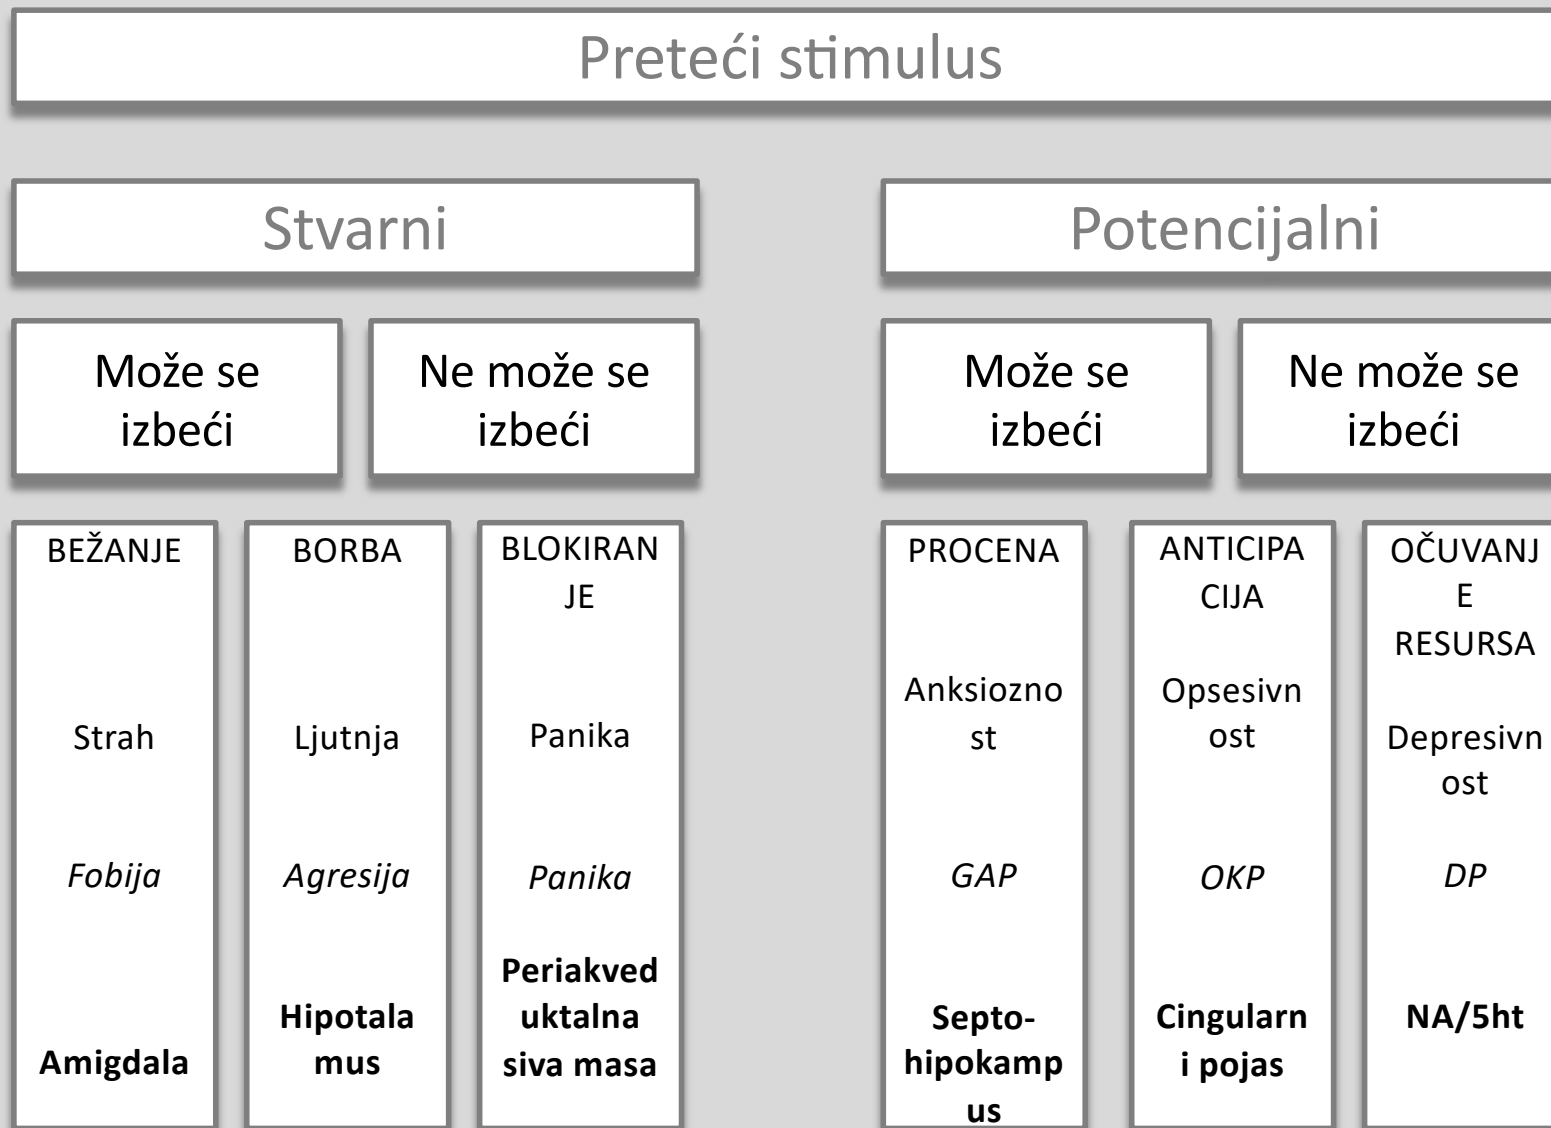 Preteći stimulus
Stvarni
Potencijalni
Može se
izbeći
Ne može se
izbeći
Može se
izbeći
Ne može se
izbeći
BEŽANJE
Strah
Fobija
Amigdala
BORBA
Ljutnja
Agresija
Hipotala
mus
BLOKIRAN
JE
Panika
Panika
Periakved
uktalna
siva masa
PROCENA
Anksiozno
st
GAP
Septo-
hipokamp
us
ANTICIPA
CIJA
Opsesivn
ost
OKP
Cingularn
i pojas
OČUVANJ
E
RESURSA
Depresivn
ost
DP
NA/5ht